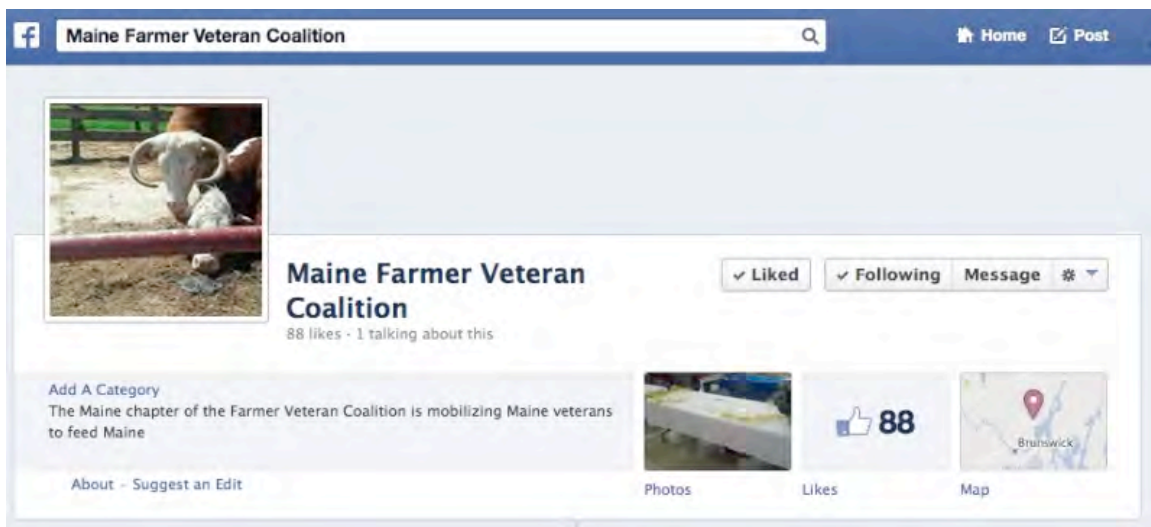 f Maine Farmer Veteran Coalition Home Post
Maine Farmer Veteran
Coalition
88 likes · 1 talking about this
✓ Liked ✓ Following Message
Add A Category
The Maine chapter of the Farmer Veteran Coalition is mobilizing Maine veterans
to feed Maine
About – Suggest an Edit
88
Brunswick
Photos Likes Map